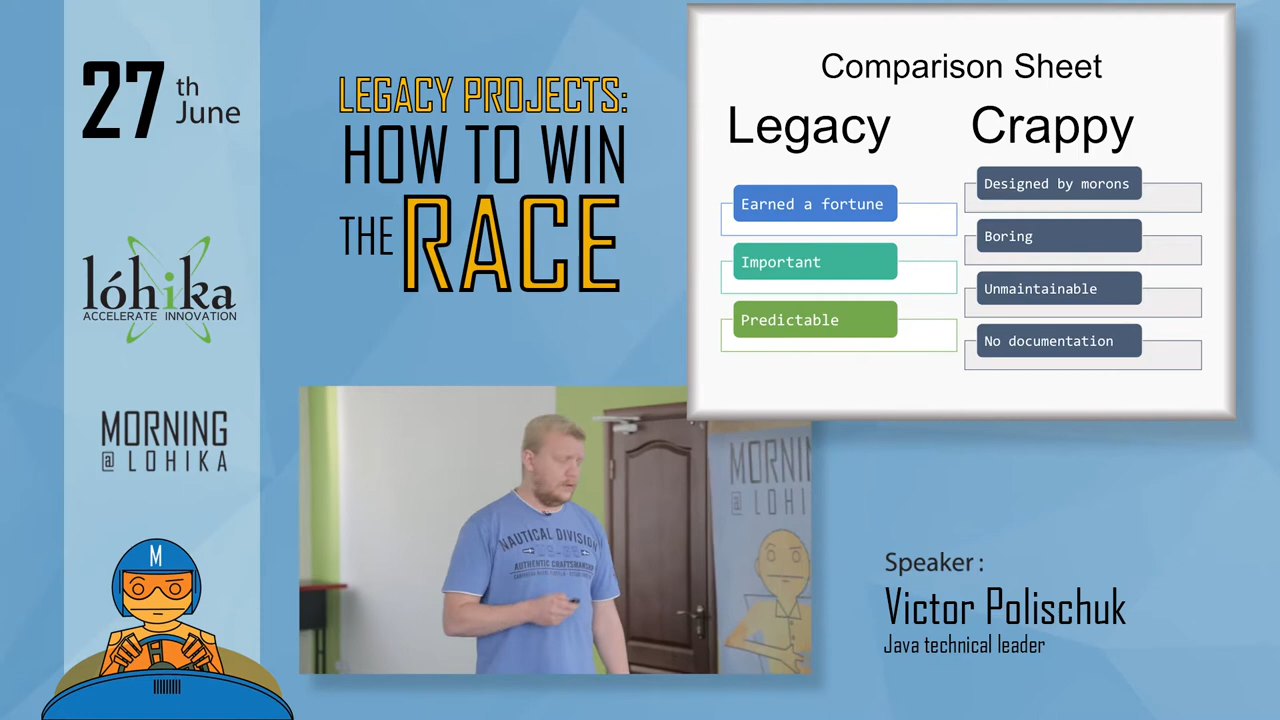 27
th
June
lóhika
ACCELERATE INNOVATION
MORNING
@ LOHIKA
M
LEGACY PROJECTS:
HOW TO WIN
THE RACE
Comparison Sheet
Legacy
Earned a fortune
Important
Predictable
Crappy
Designed by morons
Boring
Unmaintainable
No documentation
NAUTICAL DIVISION
AUTHENTIC CRAFTSMANSHIP
MORNIN
@ LOHI
Speaker :
Victor Polischuk
Java technical leader